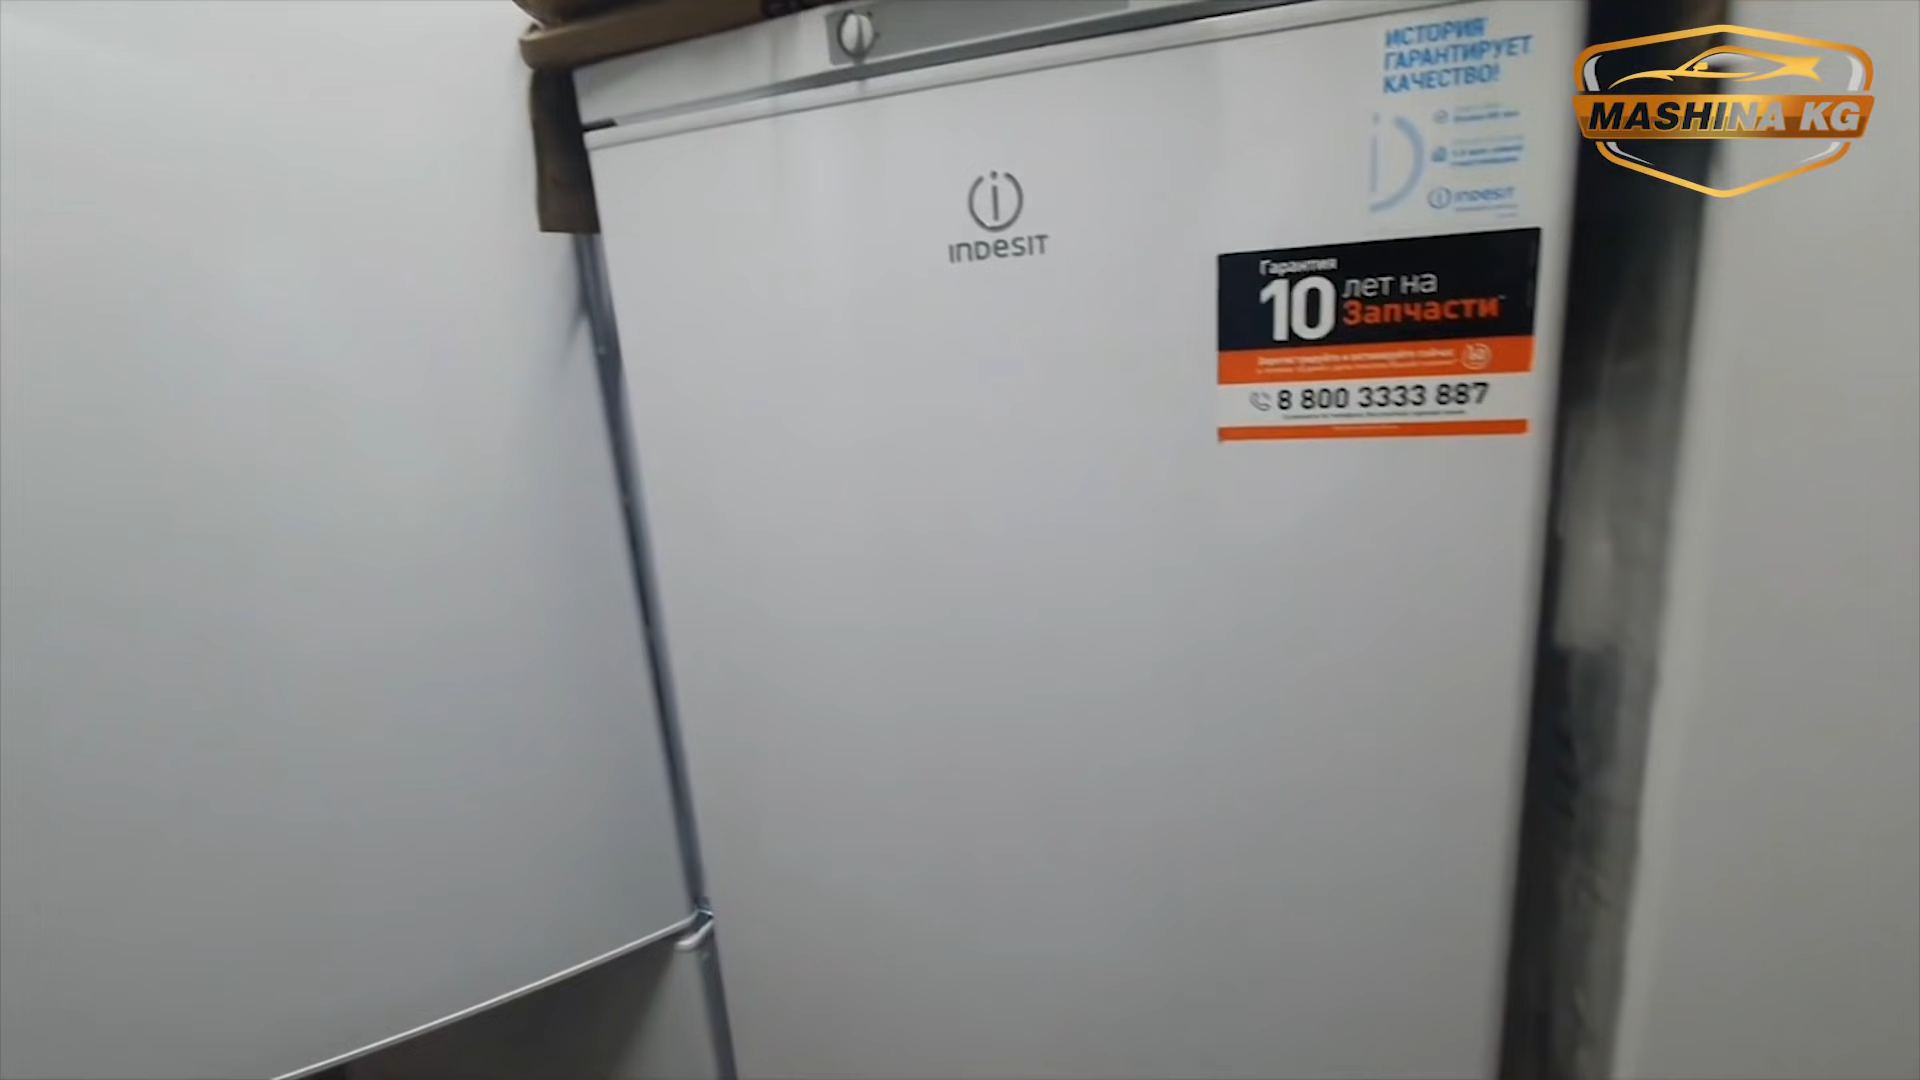 ИСТОРИЯ
ГАРАНТИРУЕТ
КАЧЕСТВО!
MASHINA KG
INDESIT
INDESIT
Гарантия
10 лет на
Запчасти
8 800 3333 887